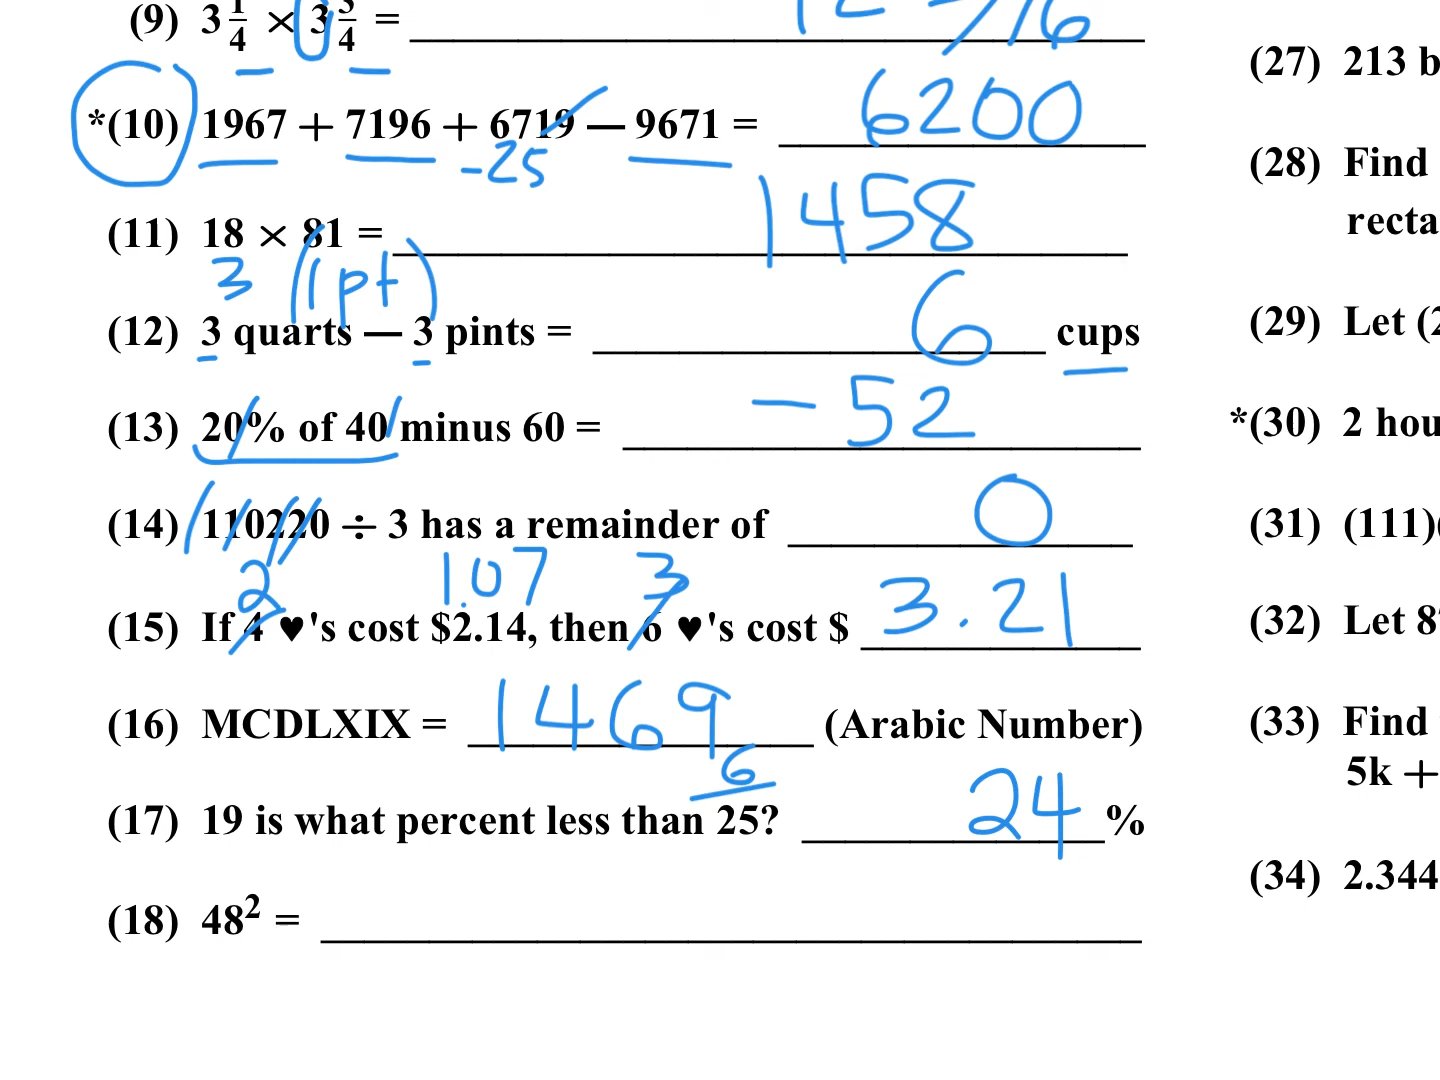 (9) 3 1/4 × 3 3/4 = 12 3/16
*(10) 1967 + 7196 + 6719 — 9671 = 6200
-25
(11) 18 × 81 = 1458
3 (1pt)
(12) 3 quarts — 3 pints = 6 cups
(13) 20% of 40 minus 60 = -52
(14) 110220 ÷ 3 has a remainder of 0
2 1.07 3
(15) If 4 ♥'s cost $2.14, then 6 ♥'s cost $ 3.21
(16) MCDLXIX = 1469 (Arabic Number)
6
(17) 19 is what percent less than 25? 24 %
(18) 48² =
(27) 213 b
(28) Find
recta
(29) Let (2
*(30) 2 hou
(31) (111)(
(32) Let 8
(33) Find
5k +
(34) 2.344